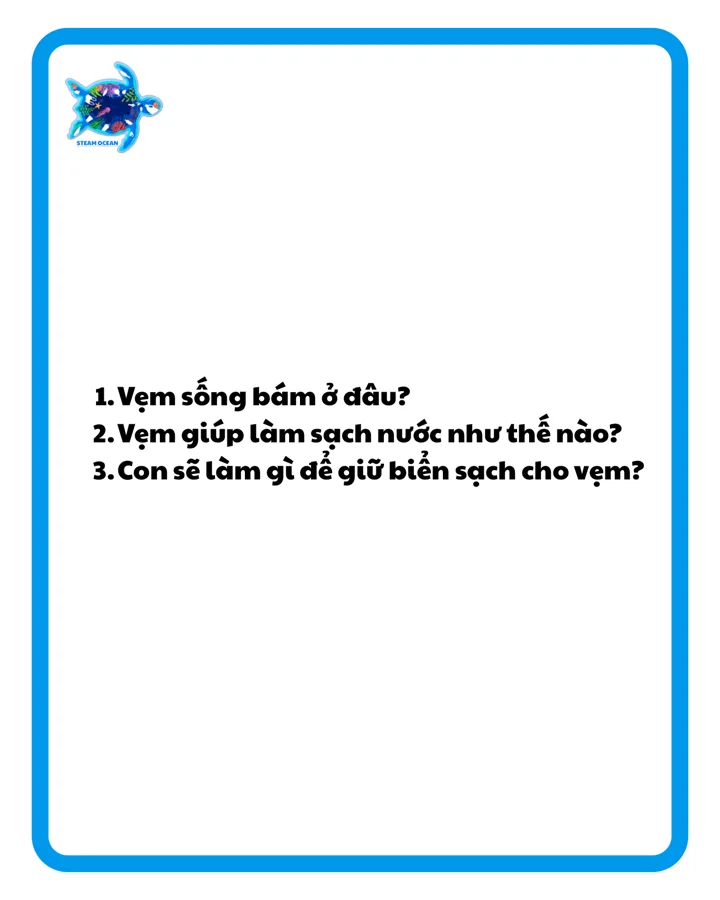 STEAM OCEAN
1. Vẹm sống bám ở đâu?
2. Vẹm giúp làm sạch nước như thế nào?
3. Con sẽ làm gì để giữ biển sạch cho vẹm?